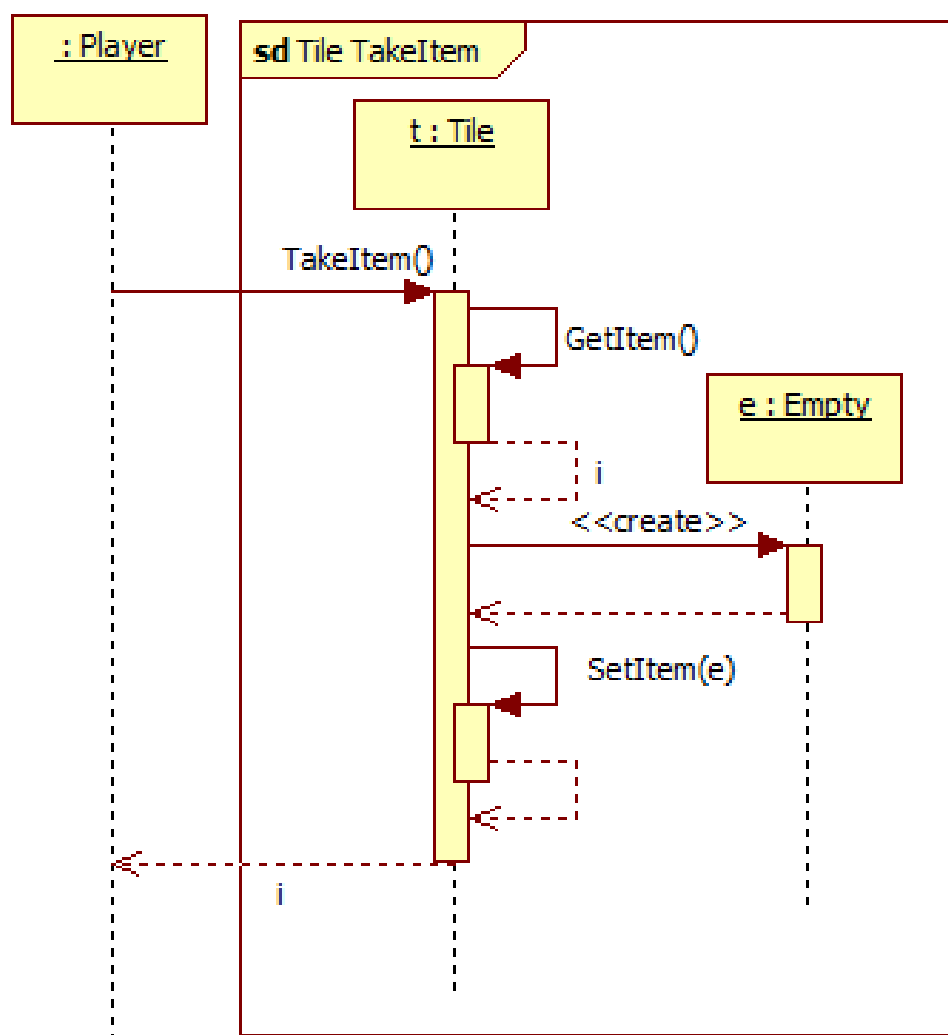 : Player
sd Tile TakeItem
t : Tile
TakeItem()
GetItem()
e : Empty
i
<<create>>
SetItem(e)
i